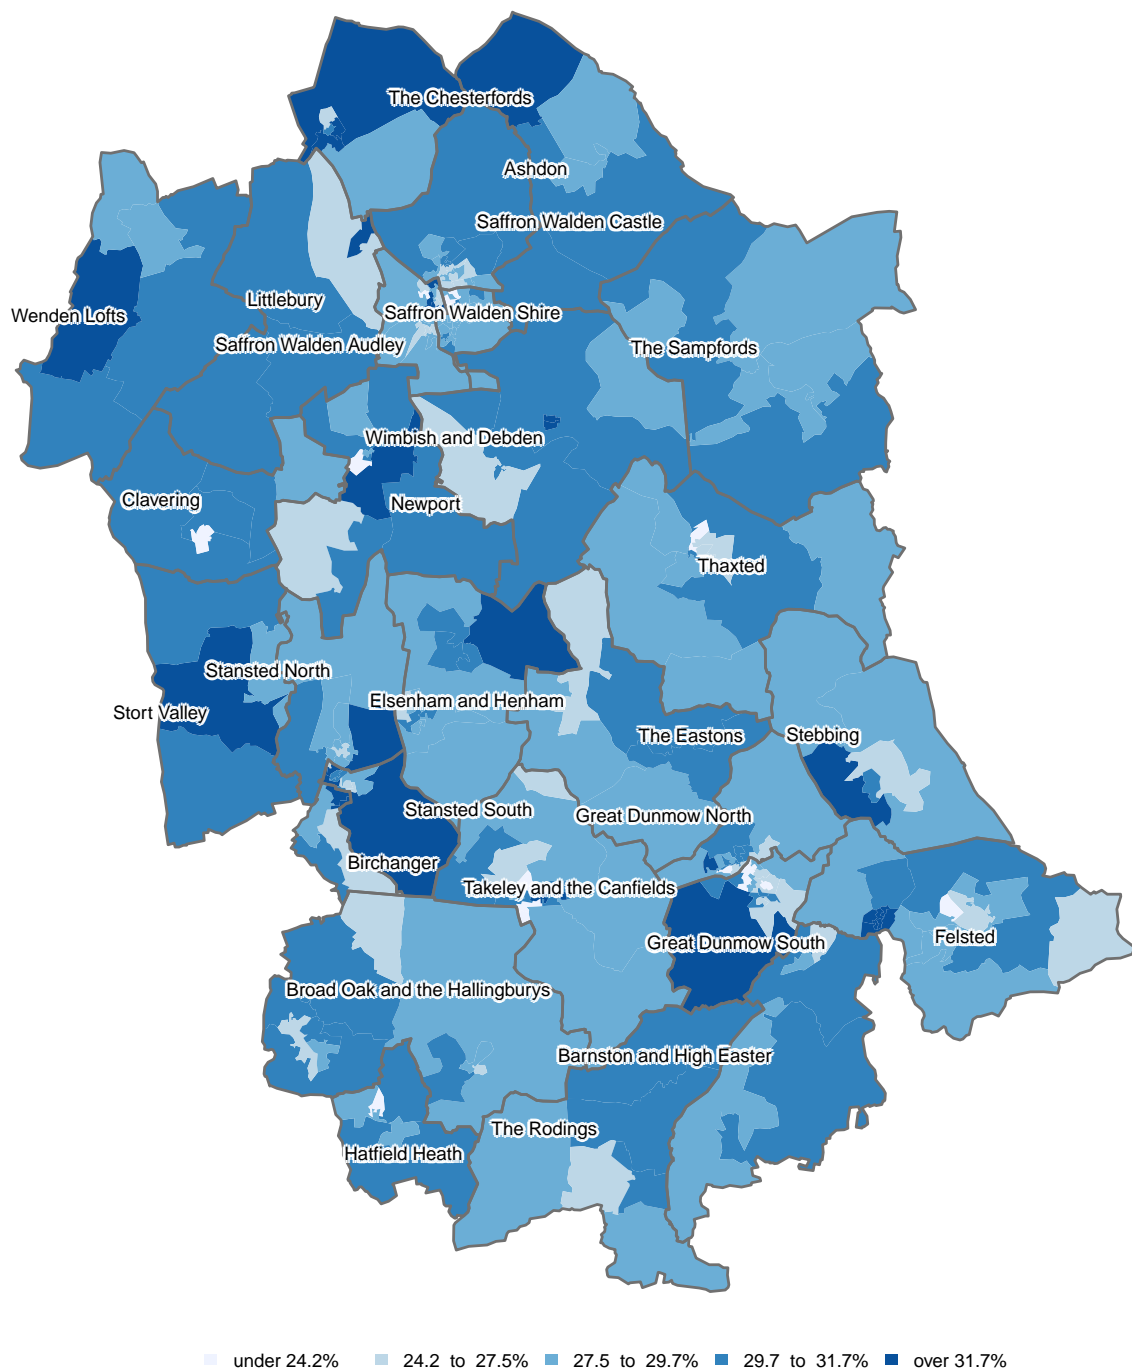 The Chesterfords
Ashdon
Saffron Walden Castle
Littlebury
Wenden Lofts
Saffron Walden Shire
Saffron Walden Audley
The Sampfords
Wimbish and Debden
Clavering
Newport
Thaxted
Stansted North
Elsenham and Henham
Stort Valley
The Eastons
Stebbing
Stansted South
Great Dunmow North
Birchanger
Takeley and the Canfields
Great Dunmow South
Felsted
Broad Oak and the Hallingburys
Barnston and High Easter
The Rodings
Hatfield Heath
under 24.2% 24.2 to 27.5% 27.5 to 29.7% 29.7 to 31.7% over 31.7%